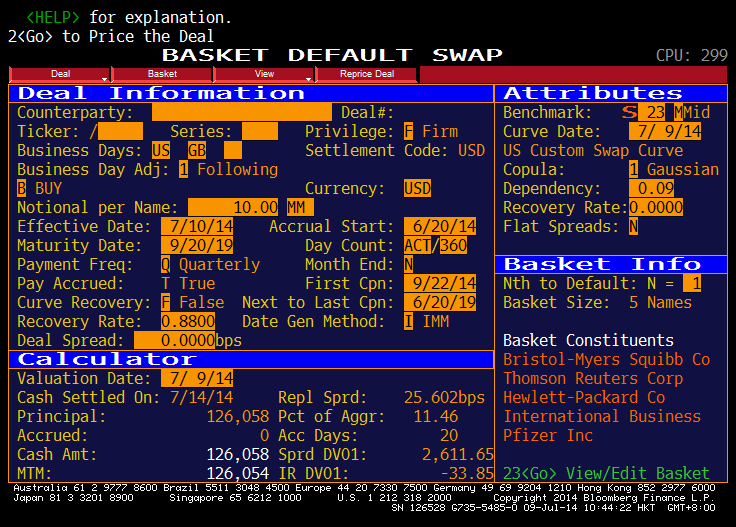 <HELP> for explanation.
2<Go> to Price the Deal
BASKET DEFAULT SWAP CPU: 299
Deal Basket View Reprice Deal
Deal Information
Counterparty: Deal#:
Ticker: / Series: Privilege: F Firm
Business Days: US GB Settlement Code: USD
Business Day Adj: 1 Following
B BUY Currency: USD
Notional per Name: 10.00 MM
Effective Date: 7/10/14 Accrual Start: 6/20/14
Maturity Date: 9/20/19 Day Count: ACT/360
Payment Freq: Q Quarterly Month End: N
Pay Accrued: T True First Cpn: 9/22/14
Curve Recovery: F False Next to Last Cpn: 6/20/19
Recovery Rate: 0.8800 Date Gen Method: I IMM
Deal Spread: 0.0000bps
Calculator
Valuation Date: 7/ 9/14
Cash Settled On: 7/14/14 Repl Sprd: 25.602bps
Principal: 126,058 Pct of Aggr: 11.46
Accrued: 0 Acc Days: 20
Cash Amt: 126,058 Sprd DVO1: 2,611.65
MTM: 126,054 IR DVO1: -33.85
Attributes
Benchmark: S 23 MMid
Curve Date: 7/ 9/14
US Custom Swap Curve
Copula: 1 Gaussian
Dependency: 0.09
Recovery Rate:0.0000
Flat Spreads: N
Basket Info
Nth to Default: N = 1
Basket Size: 5 Names
Basket Constituents
Bristol-Myers Squibb Co
Thomson Reuters Corp
Hewlett-Packard Co
International Business
Pfizer Inc
23<Go> View/Edit Basket
Australia 61 2 9777 8600 Brazil 5511 3048 4500 Europe 44 20 7330 7500 Germany 49 69 9204 1210 Hong Kong 852 2977 6000
Japan 81 3 3201 8900 Singapore 65 6212 1000 U.S. 1 212 318 2000 Copyright 2014 Bloomberg Finance L.P.
SN 126528 G735-5485-0 09-Jul-14 10:44:22 HKT GMT+8:00